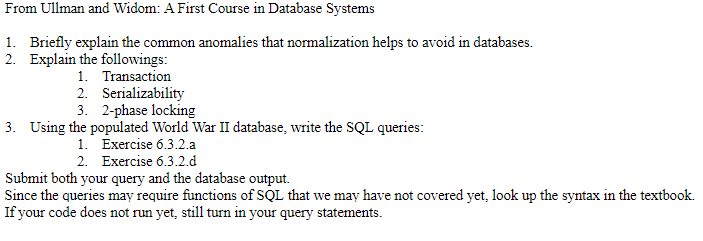 From Ullman and Widom: A First Course in Database Systems
1. Briefly explain the common anomalies that normalization helps to avoid in databases.
2. Explain the followings:
1. Transaction
2. Serializability
3. 2-phase locking
3. Using the populated World War II database, write the SQL queries:
1. Exercise 6.3.2.a
2. Exercise 6.3.2.d
Submit both your query and the database output.
Since the queries may require functions of SQL that we may have not covered yet, look up the syntax in the textbook.
If your code does not run yet, still turn in your query statements.